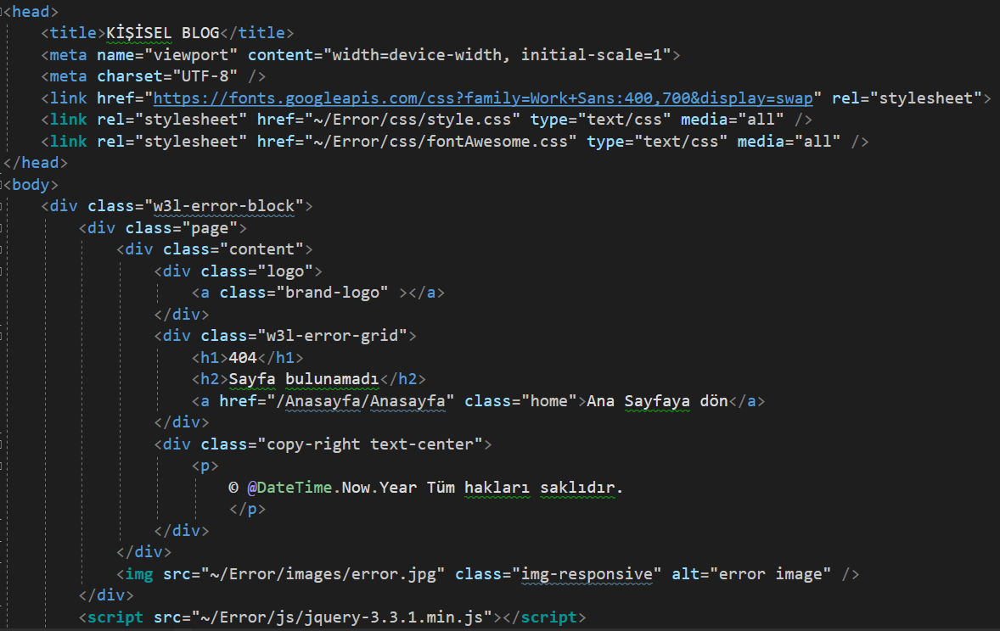 <head>
    <title>KİŞİSEL BLOG</title>
    <meta name="viewport" content="width=device-width, initial-scale=1">
    <meta charset="UTF-8" />
    <link href="https://fonts.googleapis.com/css?family=Work+Sans:400,700&display=swap" rel="stylesheet">
    <link rel="stylesheet" href="~/Error/css/style.css" type="text/css" media="all" />
    <link rel="stylesheet" href="~/Error/css/fontAwesome.css" type="text/css" media="all" />
</head>
<body>
    <div class="w3l-error-block">
        <div class="page">
            <div class="content">
                <div class="logo">
                    <a class="brand-logo" ></a>
                </div>
                <div class="w3l-error-grid">
                    <h1>404</h1>
                    <h2>Sayfa bulunamadı</h2>
                    <a href="/Anasayfa/Anasayfa" class="home">Ana Sayfaya dön</a>
                </div>
                <div class="copy-right text-center">
                    <p>
                        © @DateTime.Now.Year Tüm hakları saklıdır.
                        </p>
                </div>
            </div>
            <img src="~/Error/images/error.jpg" class="img-responsive" alt="error image" />
        </div>
        <script src="~/Error/js/jquery-3.3.1.min.js"></script>